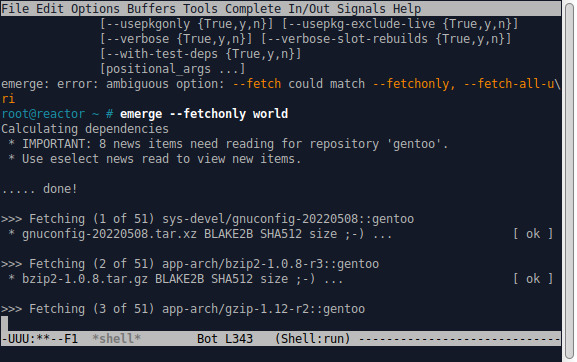 File Edit Options Buffers Tools Complete In/Out Signals Help
[--usepkgonly {True,y,n}] [--usepkg-exclude-live {True,y,n}]
[--verbose {True,y,n}] [--verbose-slot-rebuilds {True,y,n}]
[--with-test-deps {True,y,n}]
[positional_args ...]
emerge: error: ambiguous option: --fetch could match --fetchonly, --fetch-all-u\
ri
root@reactor ~ # emerge --fetchonly world
Calculating dependencies
* IMPORTANT: 8 news items need reading for repository 'gentoo'.
* Use eselect news read to view new items.
..... done!
>>> Fetching (1 of 51) sys-devel/gnuconfig-20220508::gentoo
* gnuconfig-20220508.tar.xz BLAKE2B SHA512 size ;-) ... [ ok ]
>>> Fetching (2 of 51) app-arch/bzip2-1.0.8-r3::gentoo
* bzip2-1.0.8.tar.gz BLAKE2B SHA512 size ;-) ... [ ok ]
>>> Fetching (3 of 51) app-arch/gzip-1.12-r2::gentoo
-UUU:**--F1 *shell* Bot L343 (Shell:run) ----------------------------